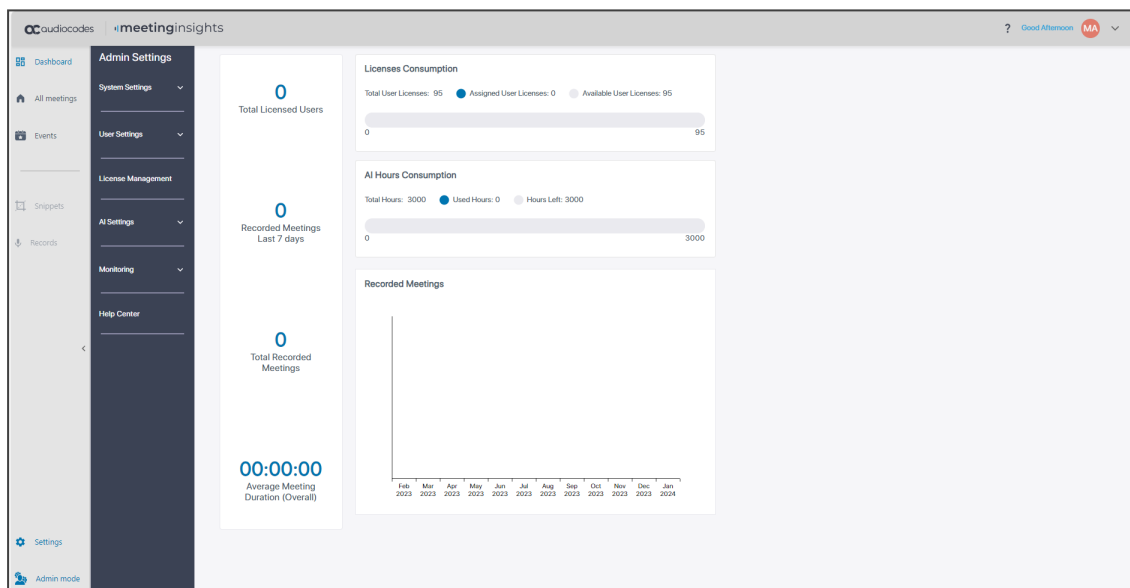 audiocodes meetinginsights
? Good Afternoon MA
Dashboard
All meetings
Events
Snippets
Records
Settings
Admin mode
Admin Settings
System Settings
User Settings
License Management
AI Settings
Monitoring
Help Center
0
Total Licensed Users
0
Recorded Meetings
Last 7 days
0
Total Recorded
Meetings
00:00:00
Average Meeting
Duration (Overall)
Licenses Consumption
Total User Licenses: 95 Assigned User Licenses: 0 Available User Licenses: 95
0 95
AI Hours Consumption
Total Hours: 3000 Used Hours: 0 Hours Left: 3000
0 3000
Recorded Meetings
Feb Mar Apr May Jun Jul Aug Sep Oct Nov Dec Jan
2023 2023 2023 2023 2023 2023 2023 2023 2023 2023 2023 2024